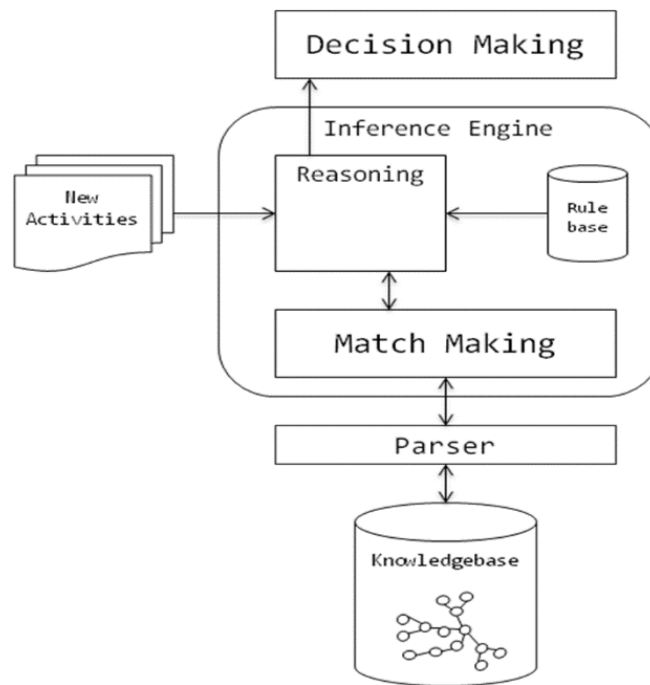 Decision Making
Inference Engine
Reasoning
New
Activities
Rule
base
Match Making
Parser
Knowledgebase